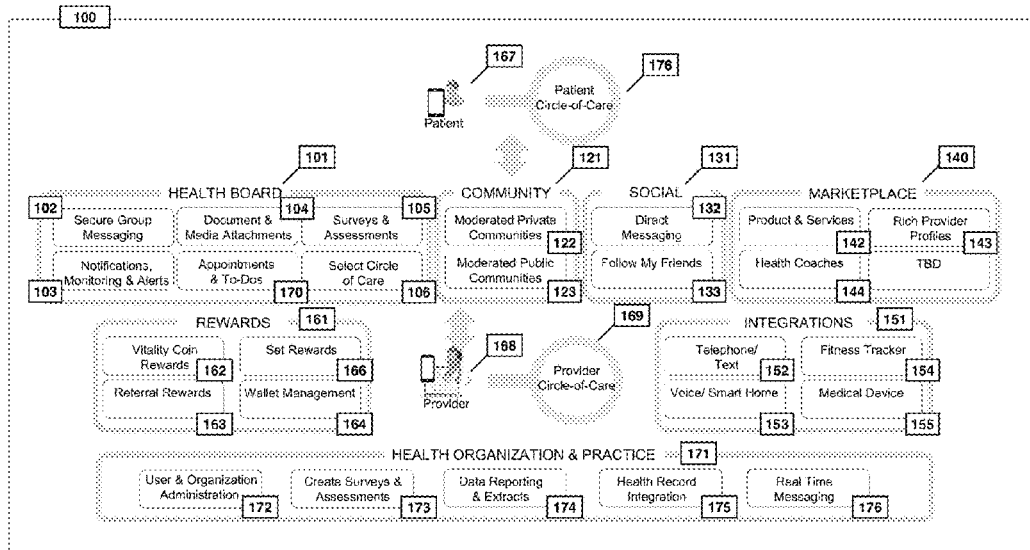 100
167
176
Patient
Circle-of-Care
Patient
101
121
131
140
HEALTH BOARD
COMMUNITY
SOCIAL
MARKETPLACE
102
Secure Group
Messaging
Document &
Media Attachments
104
Surveys &
Assessments
105
Moderated Private
Communities
122
Direct
Messaging
132
Product & Services
142
Rich Provider
Profiles
143
Notifications,
Monitoring & Alerts
103
Appointments
& To-Dos
170
Select Circle
of Care
106
Moderated Public
Communities
123
Follow My Friends
133
Health Coaches
144
TBD
REWARDS
161
169
INTEGRATIONS
151
Vitality Coin
Rewards
162
Set Rewards
166
168
Provider
Provider
Circle-of-Care
Telephone/
Text
152
Fitness Tracker
154
Referral Rewards
163
Wallet Management
164
Voice/ Smart Home
153
Medical Device
155
HEALTH ORGANIZATION & PRACTICE
171
User & Organization
Administration
172
Create Surveys &
Assessments
173
Data Reporting
& Extracts
174
Health Record
Integration
175
Real Time
Messaging
176